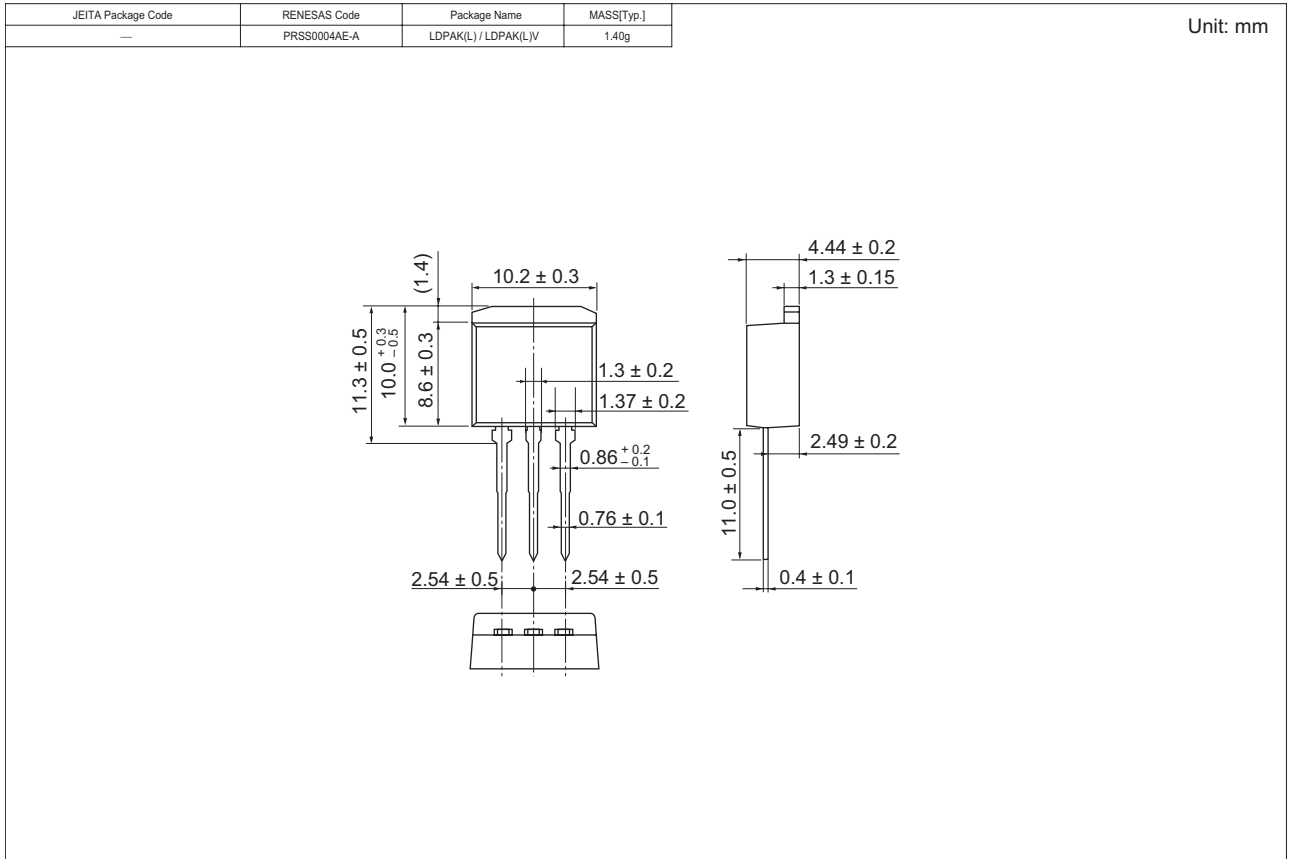 JEITA Package Code RENESAS Code Package Name MASS[Typ.]
— PRSS0004AE-A LDPAK(L) / LDPAK(L)V 1.40g
Unit: mm
4.44 ± 0.2
(1.4)
10.2 ± 0.3
1.3 ± 0.15
11.3 ± 0.5
10.0 +0.3 −0.5
8.6 ± 0.3
1.3 ± 0.2
1.37 ± 0.2
2.49 ± 0.2
0.86 +0.2 −0.1
11.0 ± 0.5
0.76 ± 0.1
2.54 ± 0.5 2.54 ± 0.5
0.4 ± 0.1